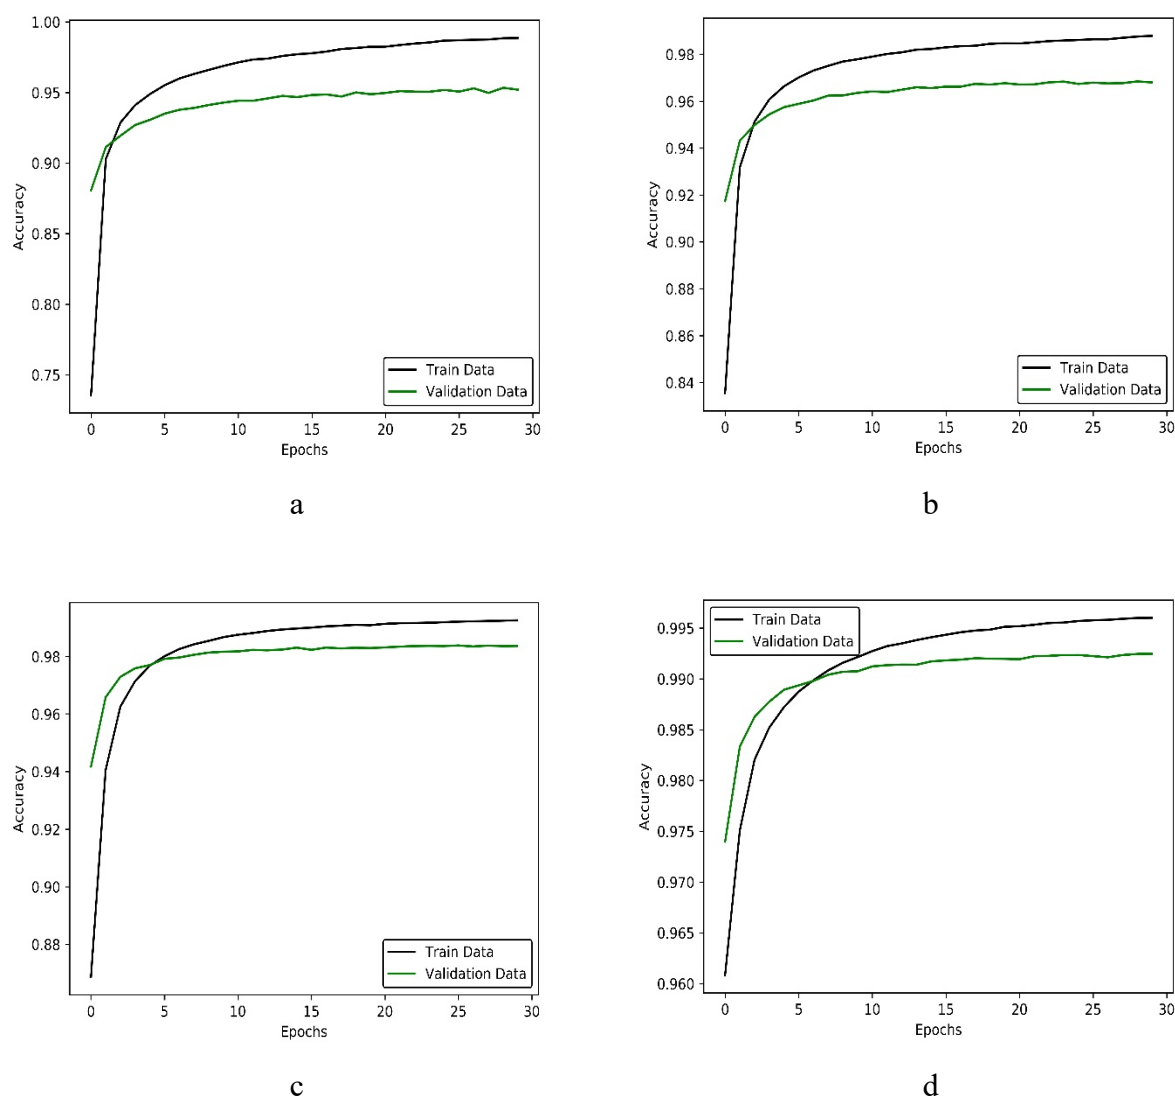 1.00
0.95
0.90
0.85
0.80
0.75
Accuracy
Train Data
Validation Data
0 5 10 15 20 25 30
Epochs
a
0.98
0.96
0.94
0.92
0.90
0.88
0.86
0.84
Accuracy
Train Data
Validation Data
0 5 10 15 20 25 30
Epochs
b
0.98
0.96
0.94
0.92
0.90
0.88
Accuracy
Train Data
Validation Data
0 5 10 15 20 25 30
Epochs
c
Train Data
Validation Data
0.995
0.990
0.985
0.980
0.975
0.970
0.965
0.960
Accuracy
0 5 10 15 20 25 30
Epochs
d